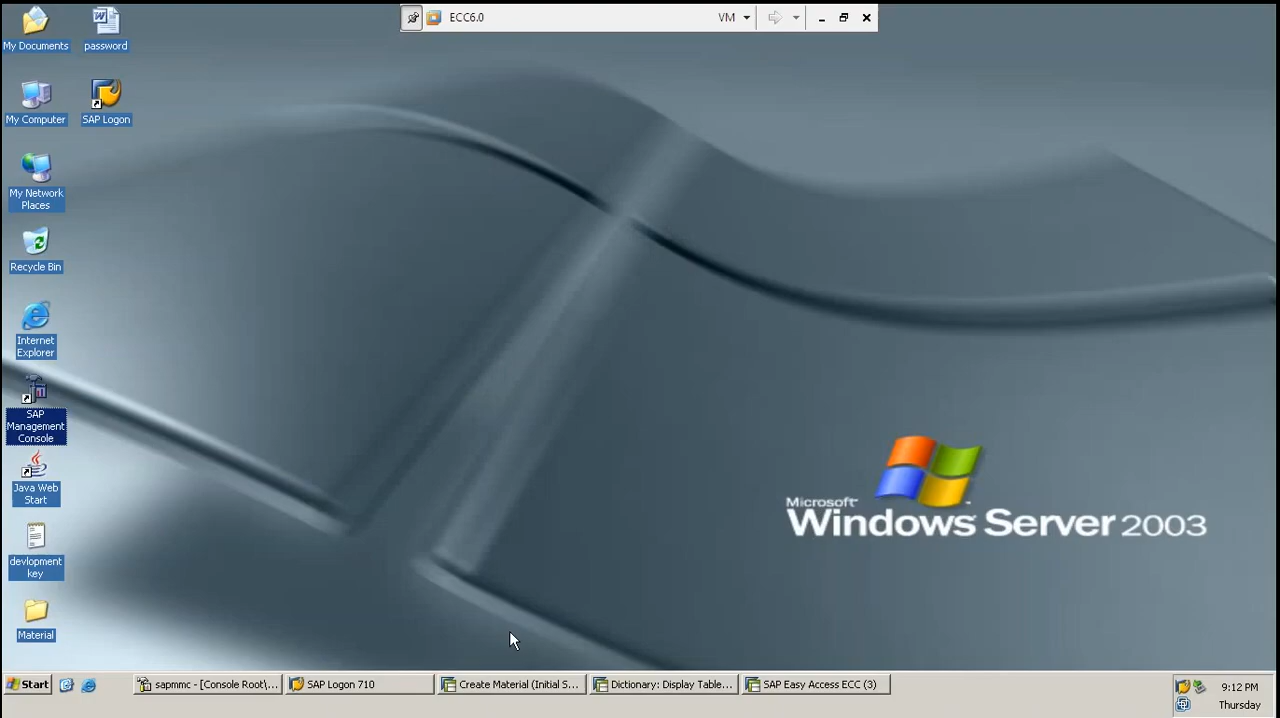 ECC6.0
VM
My Documents
password
My Computer
SAP Logon
My Network
Places
Recycle Bin
Internet
Explorer
SAP
Management
Console
Java Web
Start
devlopment
key
Material
Microsoft
Windows Server 2003
Start
sapmmc - [Console Root\...
SAP Logon 710
Create Material (Initial S...
Dictionary: Display Table...
SAP Easy Access ECC (3)
9:12 PM
Thursday